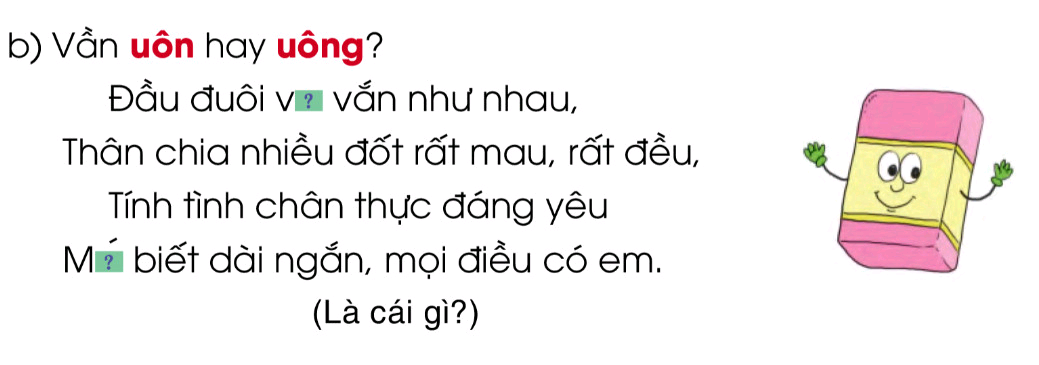 b) Vần uôn hay uông?
Đầu đuôi v? vắn như nhau,
Thân chia nhiều đốt rất mau, rất đều,
Tính tình chân thực đáng yêu
M?́ biết dài ngắn, mọi điều có em.
(Là cái gì?)